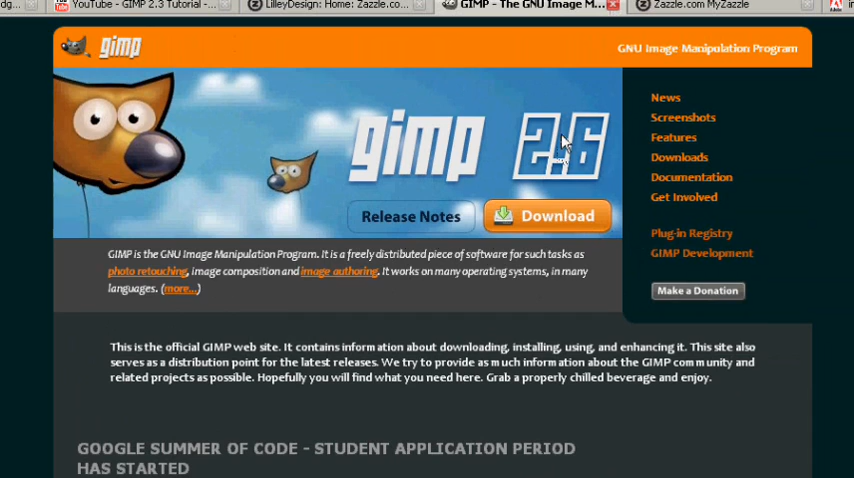 dg...
YouTube - GIMP 2.3 Tutorial -...
LilleyDesign: Home: Zazzle.co...
GIMP - The GNU Image M...
Zazzle.com MyZazzle
in
gimp
GNU Image Manipulation Program
gimp 2.6
Release Notes
Download
News
Screenshots
Features
Downloads
Documentation
Get Involved
Plug-in Registry
GIMP Development
Make a Donation
GIMP is the GNU Image Manipulation Program. It is a freely distributed piece of software for such tasks as
photo retouching, image composition and image authoring. It works on many operating systems, in many
languages. (more...)
This is the official GIMP web site. It contains information about downloading, installing, using, and enhancing it. This site also
serves as a distribution point for the latest releases. We try to provide as much information about the GIMP community and
related projects as possible. Hopefully you will find what you need here. Grab a properly chilled beverage and enjoy.
GOOGLE SUMMER OF CODE - STUDENT APPLICATION PERIOD
HAS STARTED